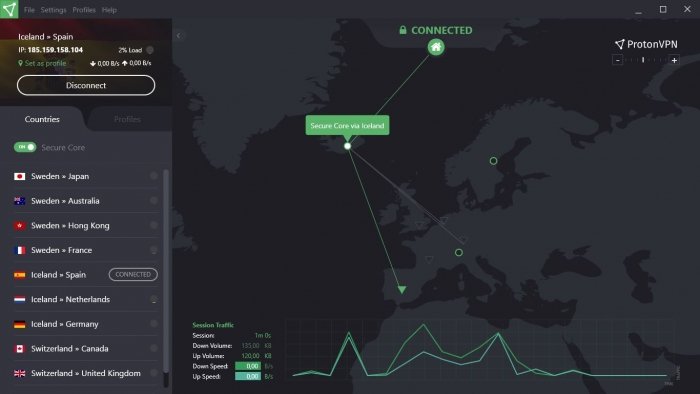 File Settings Profiles Help
Iceland » Spain
IP: 185.159.158.104 2% Load
Set as profile 0,00 B/s 0,00 B/s
Disconnect
Countries Profiles
ON Secure Core
Sweden » Japan
Sweden » Australia
Sweden » Hong Kong
Sweden » France
Iceland » Spain CONNECTED
Iceland » Netherlands
Iceland » Germany
Switzerland » Canada
Switzerland » United Kingdom
CONNECTED
ProtonVPN
- +
Secure Core via Iceland
Session Traffic
Session: 1m 0s
Down Volume: 135,00 KB
Up Volume: 120,00 KB
Down Speed: 0,00 B/s
Up Speed: 0,00 B/s
TRAFFIC
TIME